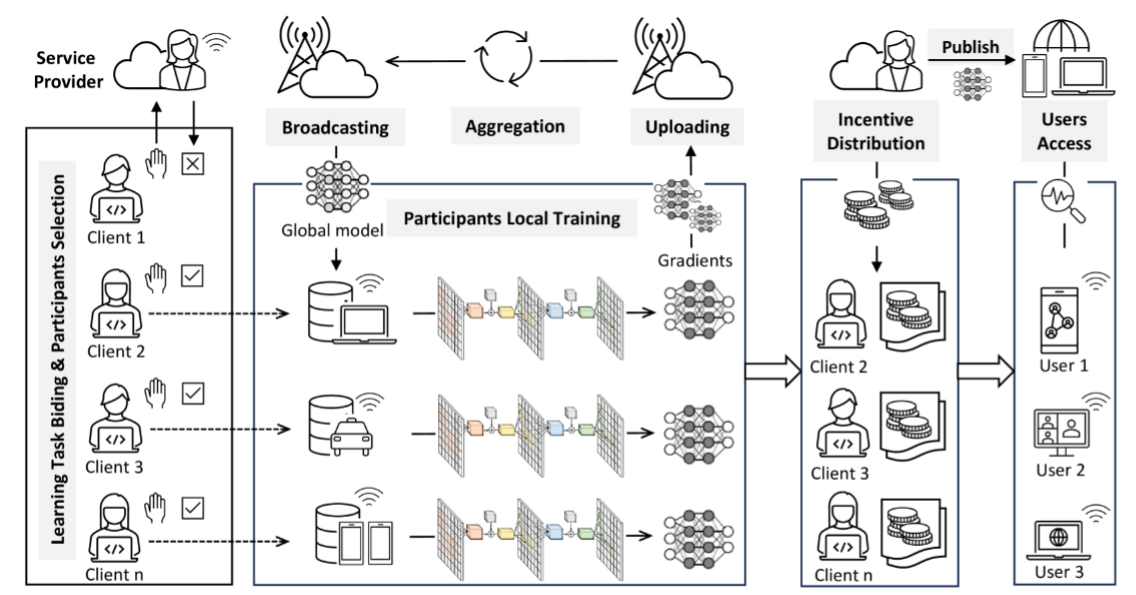 Service
Provider
Learning Task Biding & Participants Selection
</>
Client 1
</>
Client 2
</>
Client 3
</>
Client n
Broadcasting
Aggregation
Uploading
Global model
Participants Local Training
Gradients
Publish
Incentive
Distribution
Users
Access
</>
Client 2
</>
Client 3
</>
Client n
User 1
User 2
User 3